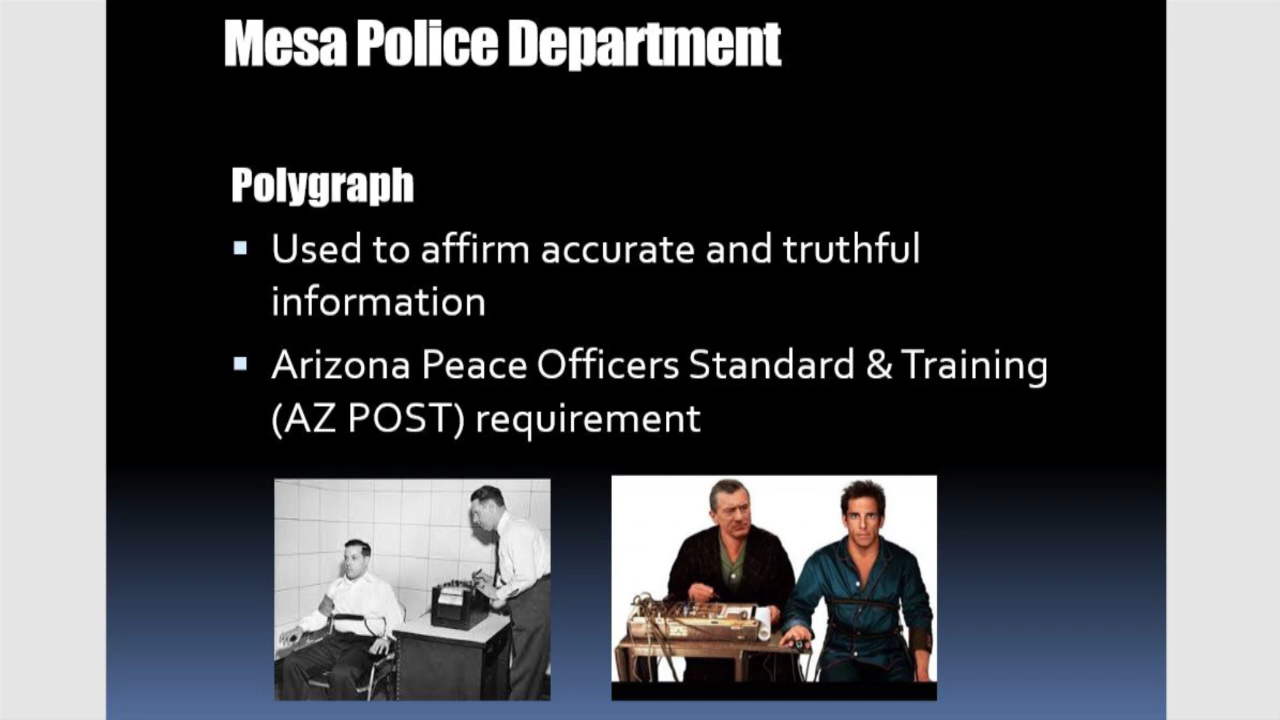 Mesa Police Department
Polygraph
▪ Used to affirm accurate and truthful
information
▪ Arizona Peace Officers Standard & Training
(AZ POST) requirement